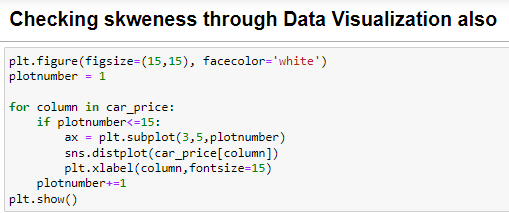 Checking skweness through Data Visualization also
plt.figure(figsize=(15,15), facecolor='white')
plotnumber = 1
for column in car_price:
    if plotnumber<=15:
        ax = plt.subplot(3,5,plotnumber)
        sns.distplot(car_price[column])
        plt.xlabel(column,fontsize=15)
    plotnumber+=1
plt.show()